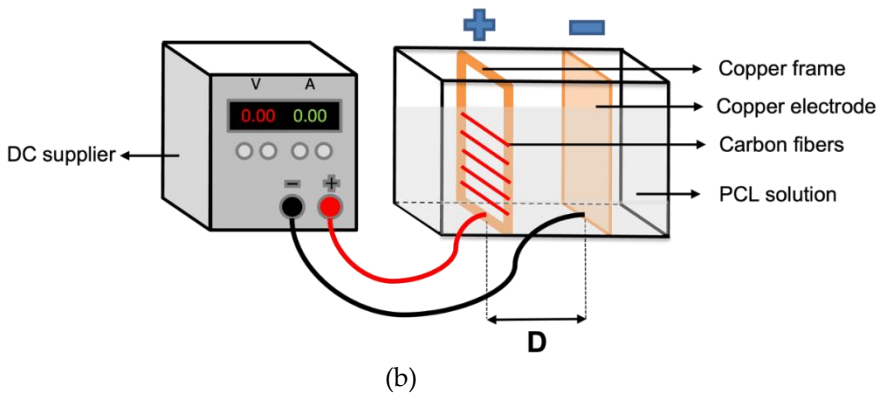 + −
V A
0.00 0.00
− +
DC supplier
Copper frame
Copper electrode
Carbon fibers
PCL solution
D
(b)